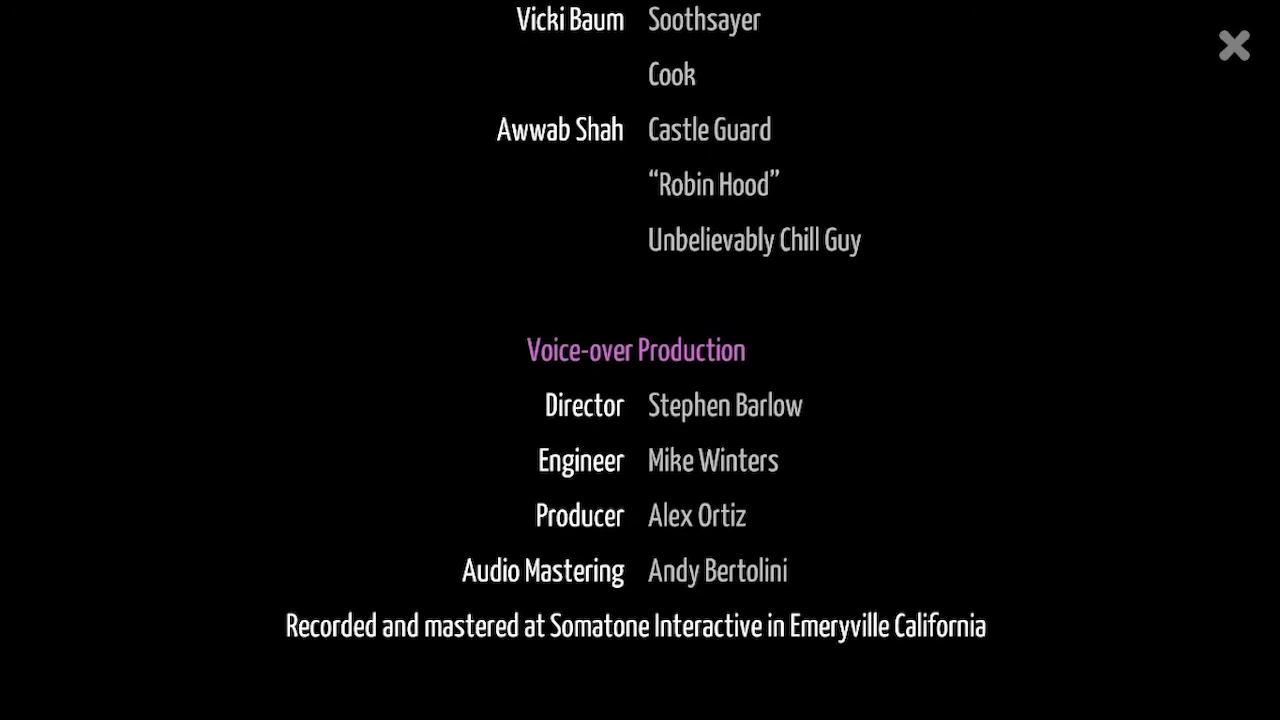 Vicki Baum Soothsayer
Cook
Awwab Shah Castle Guard
“Robin Hood”
Unbelievably Chill Guy
Voice-over Production
Director Stephen Barlow
Engineer Mike Winters
Producer Alex Ortiz
Audio Mastering Andy Bertolini
Recorded and mastered at Somatone Interactive in Emeryville California